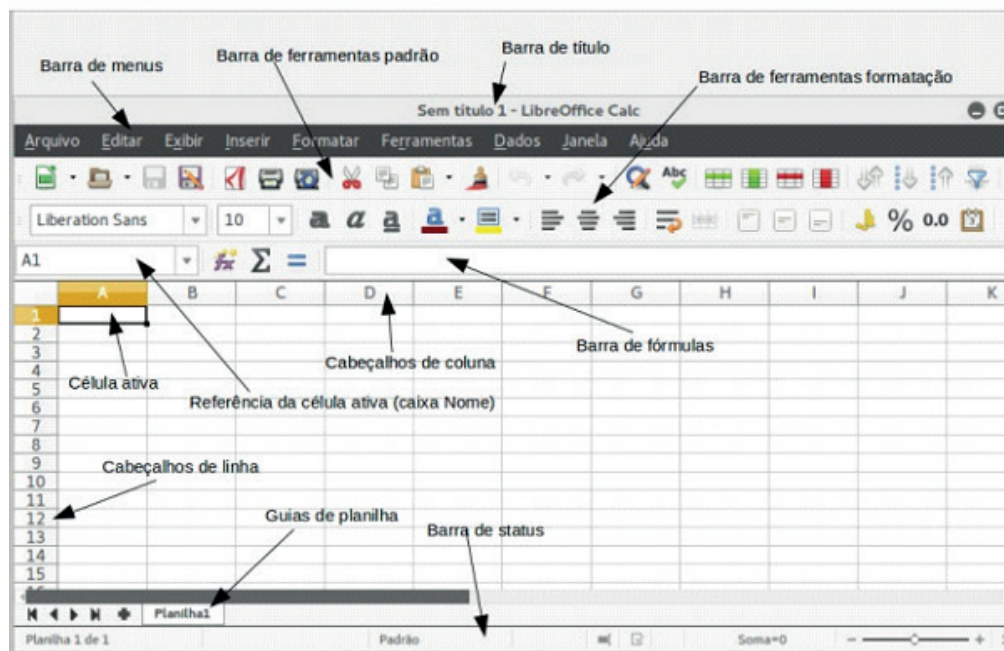 Barra de título
Barra de ferramentas padrão
Barra de menus
Barra de ferramentas formatação
Sem título 1 - LibreOffice Calc
Arquivo Editar Exibir Inserir Formatar Ferramentas Dados Janela Ajuda
Abc
Liberation Sans 10 a a a a % 0.0
A1 fx Σ =
A B C D E F G H I J K
1
2
3
Barra de fórmulas
4
Cabeçalhos de coluna
5
Célula ativa
6
Referência da célula ativa (caixa Nome)
7
8
9
Cabeçalhos de linha
10
11
12
Guias de planilha
13
Barra de status
14
15
Planilha1
Planilha 1 de 1 Padrão Soma=0